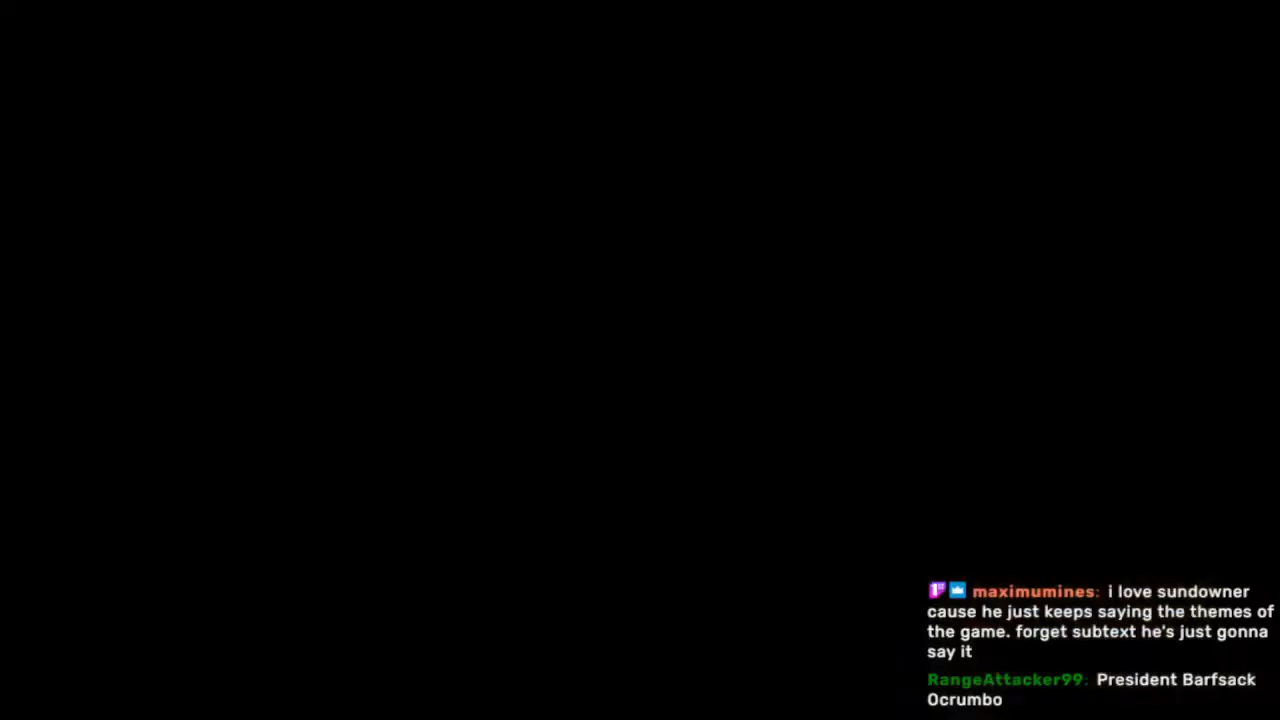 maximumines: i love sundowner
cause he just keeps saying the themes of
the game. forget subtext he's just gonna
say it
RangeAttacker99: President Barfsack
Ocrumbo